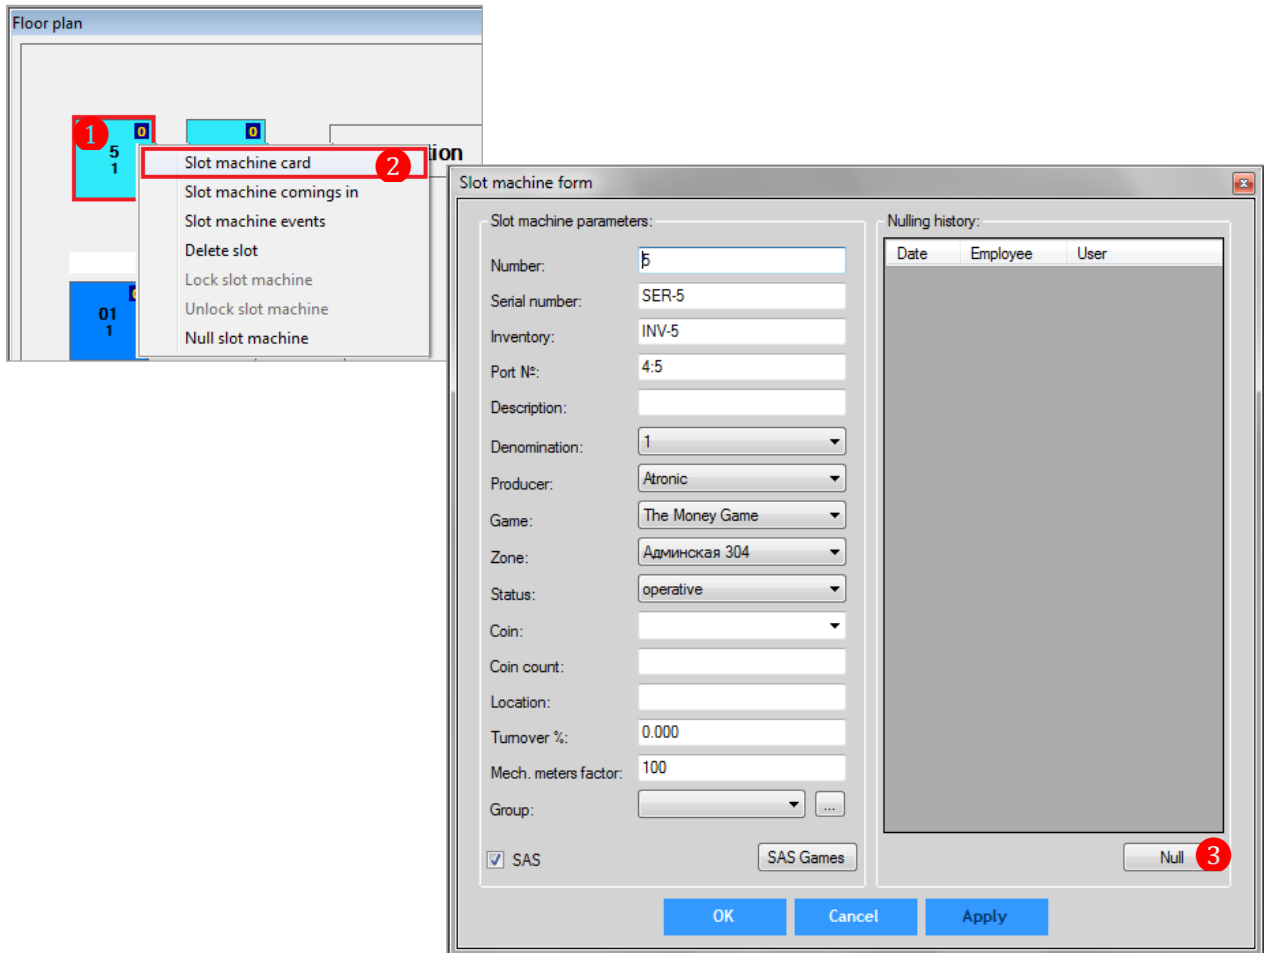 Floor plan
1
0
5
1
0
tion
Slot machine card
2
Slot machine comings in
Slot machine events
Delete slot
Lock slot machine
Unlock slot machine
Null slot machine
01
1
Slot machine form
Slot machine parameters:
Number: 5
Serial number: SER-5
Inventory: INV-5
Port №: 4:5
Description:
Denomination: 1
Producer: Atronic
Game: The Money Game
Zone: Админская 304
Status: operative
Coin:
Coin count:
Location:
Turnover %: 0.000
Mech. meters factor: 100
Group: ...
SAS SAS Games
Nulling history:
Date Employee User
Null 3
OK Cancel Apply